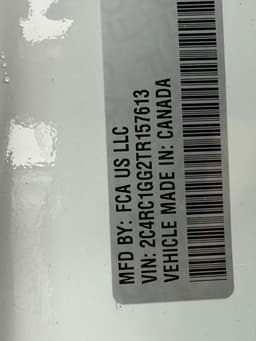 MFD BY: FCA US LLC
VIN: 2C4RC1GG2TR157613
VEHICLE MADE IN: CANADA